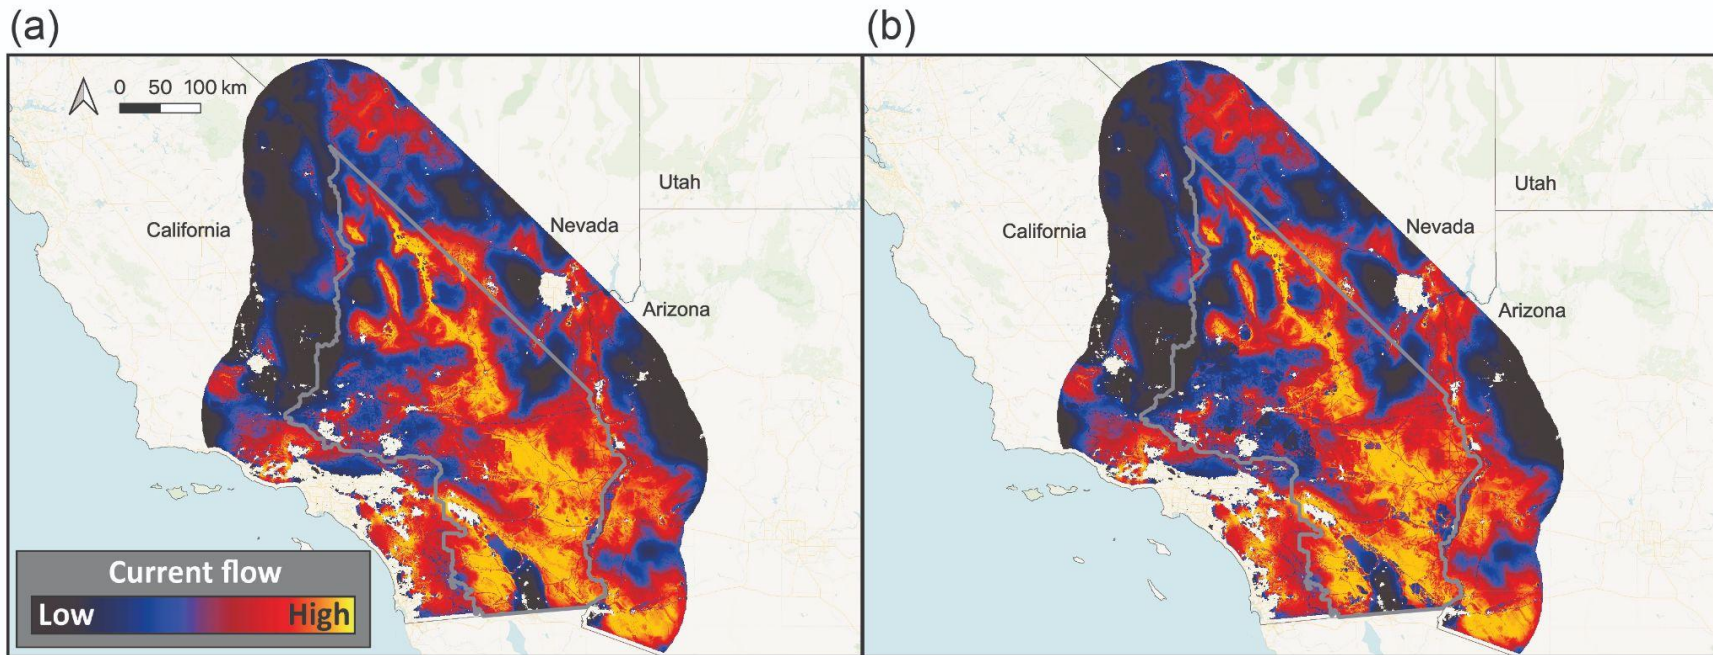 (a)
(b)
0 50 100 km
Utah
California
Nevada
Arizona
Current flow
Low
High
Utah
California
Nevada
Arizona